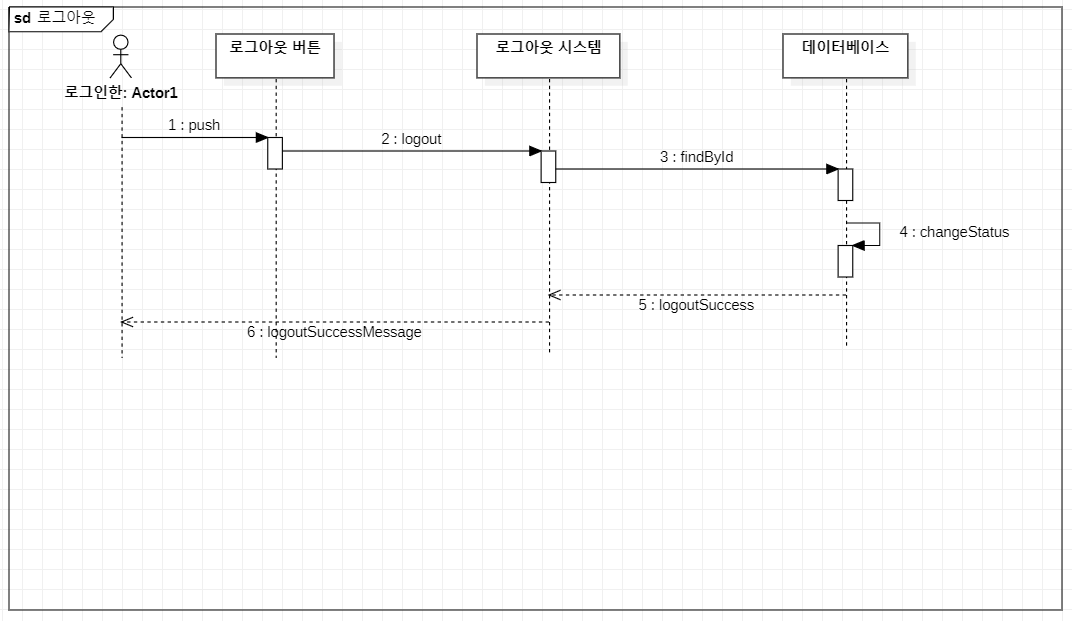 sd 로그아웃
로그아웃 버튼
로그아웃 시스템
데이터베이스
로그인한: Actor1
1 : push
2 : logout
3 : findById
4 : changeStatus
5 : logoutSuccess
6 : logoutSuccessMessage